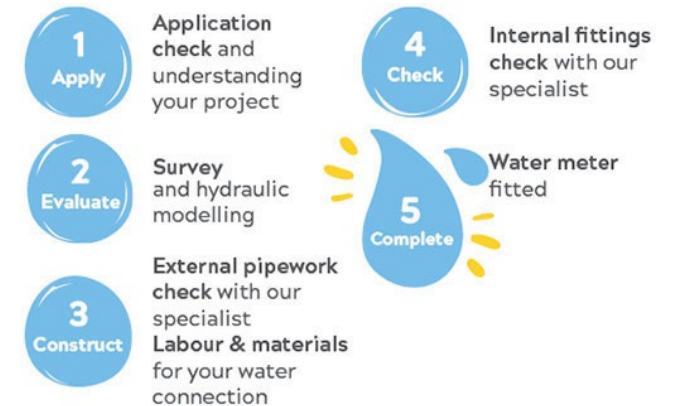 1
Apply
Application
check and
understanding
your project
2
Evaluate
Survey
and hydraulic
modelling
3
Construct
External pipework
check with our
specialist
Labour & materials
for your water
connection
4
Check
Internal fittings
check with our
specialist
5
Complete
Water meter
fitted